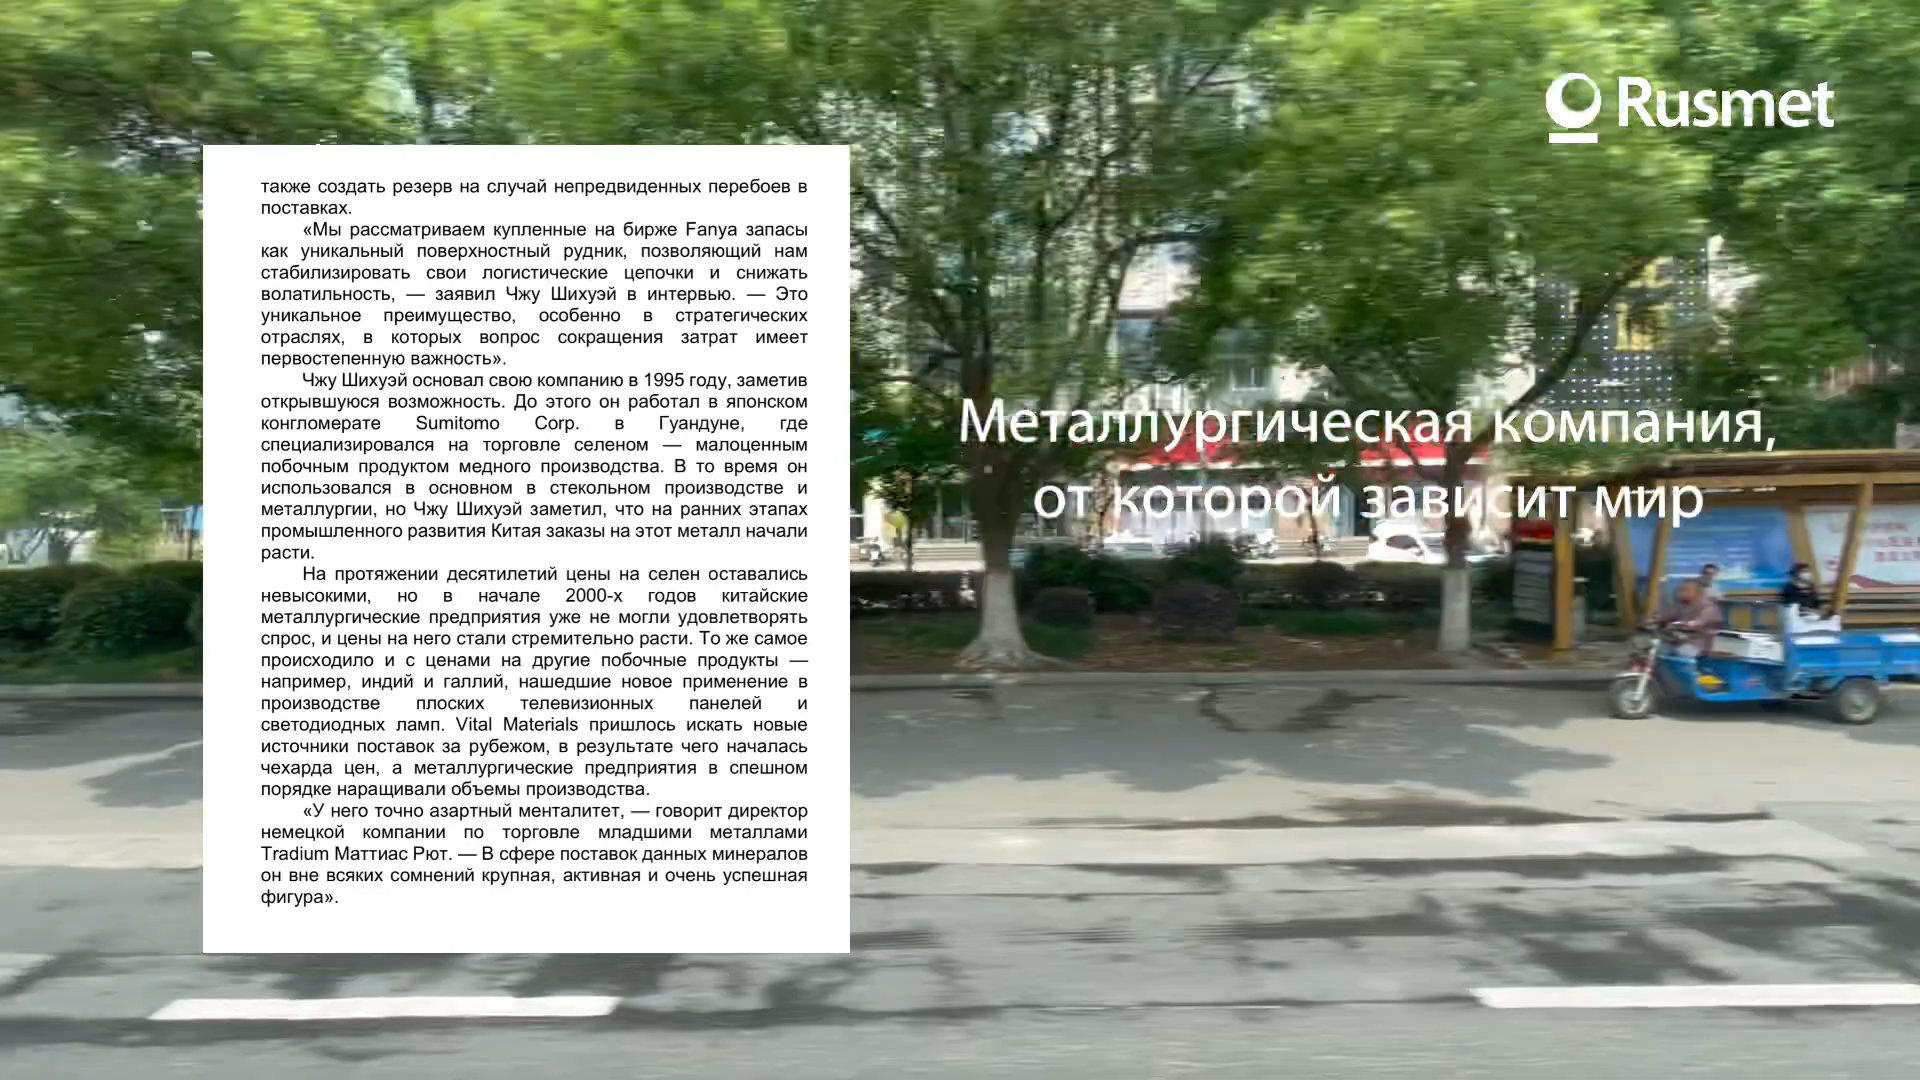 Rusmet
также создать резерв на случай непредвиденных перебоев в
поставках.
«Мы рассматриваем купленные на бирже Fanya запасы
как уникальный поверхностный рудник, позволяющий нам
стабилизировать свои логистические цепочки и снижать
волатильность, — заявил Чжу Шихуэй в интервью. — Это
уникальное преимущество, особенно в стратегических
отраслях, в которых вопрос сокращения затрат имеет
первостепенную важность».
Чжу Шихуэй основал свою компанию в 1995 году, заметив
открывшуюся возможность. До этого он работал в японском
конгломерате Sumitomo Corp. в Гуандуне, где
специализировался на торговле селеном — малоценным
побочным продуктом медного производства. В то время он
использовался в основном в стекольном производстве и
металлургии, но Чжу Шихуэй заметил, что на ранних этапах
промышленного развития Китая заказы на этот металл начали
расти.
На протяжении десятилетий цены на селен оставались
невысокими, но в начале 2000-х годов китайские
металлургические предприятия уже не могли удовлетворять
спрос, и цены на него стали стремительно расти. То же самое
происходило и с ценами на другие побочные продукты —
например, индий и галлий, нашедшие новое применение в
производстве плоских телевизионных панелей и
светодиодных ламп. Vital Materials пришлось искать новые
источники поставок за рубежом, в результате чего началась
чехарда цен, а металлургические предприятия в спешном
порядке наращивали объемы производства.
«У него точно азартный менталитет, — говорит директор
немецкой компании по торговле младшими металлами
Tradium Маттиас Рют. — В сфере поставок данных минералов
он вне всяких сомнений крупная, активная и очень успешная
фигура».
Металлургическая компания,
от которой зависит мир